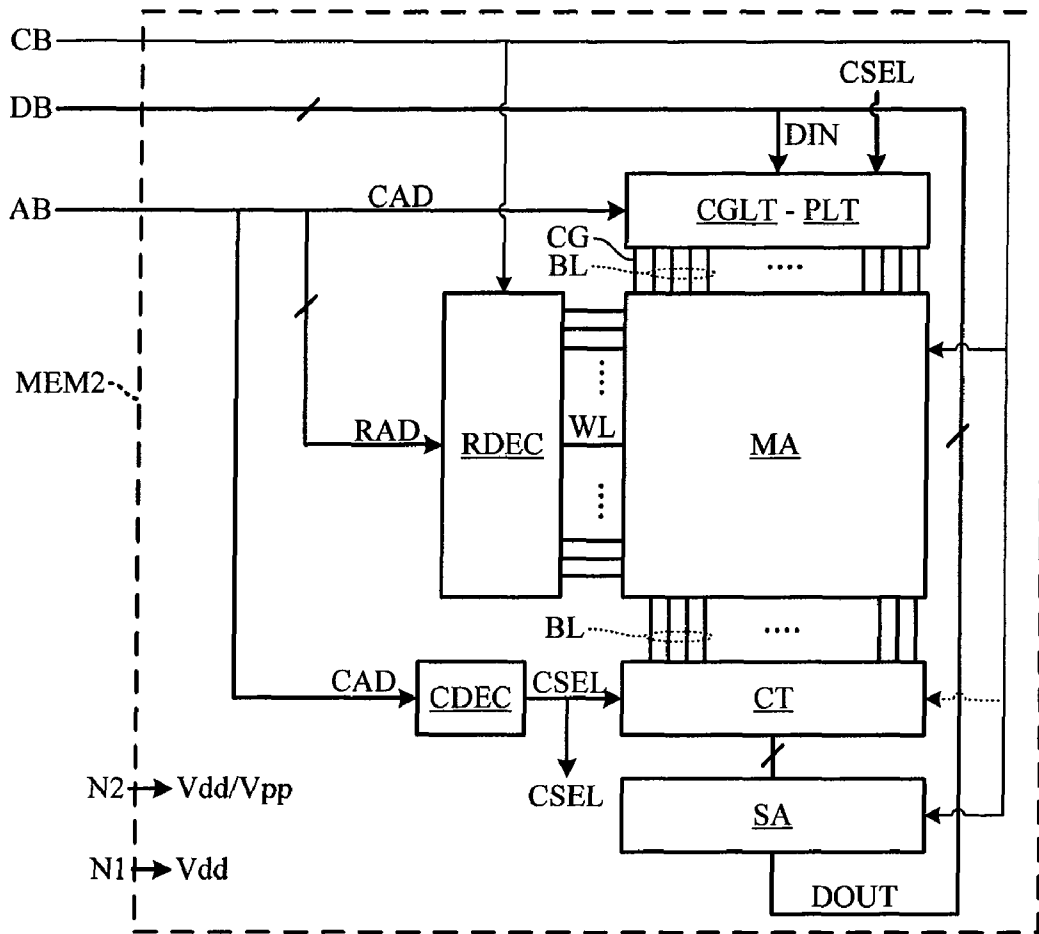 CB
CSEL
DB
DIN
AB
CAD
CGLT - PLT
CG
BL
....
MEM2
....
RAD
RDEC
WL
MA
....
BL
....
CAD
CDEC
CSEL
CT
N2
Vdd/Vpp
CSEL
SA
N1
Vdd
DOUT